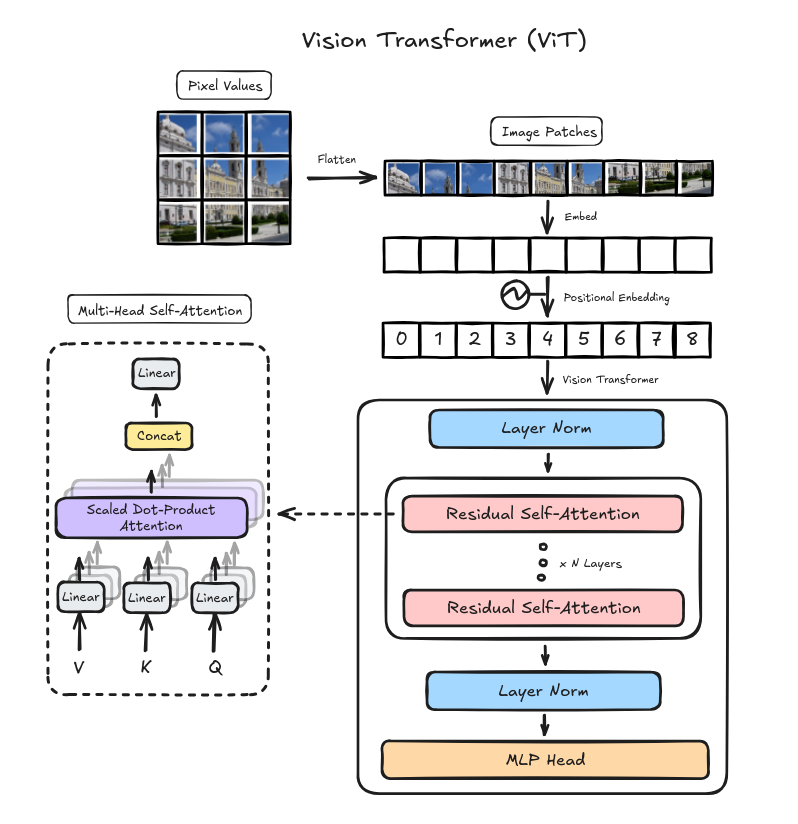 Vision Transformer (ViT)
Pixel Values
Flatten
Image Patches
Embed
Positional Enbedding
0 1 2 3 4 5 6 7 8
Vision Transformer
Layer Norm
Residual Self-Attention
x N Layers
Residual Self-Attention
Layer Norm
MLP Head
Multi-Head Self-Attention
Linear
Concat
Scaled Dot-Product
Attention
Linear Linear Linear
V K Q